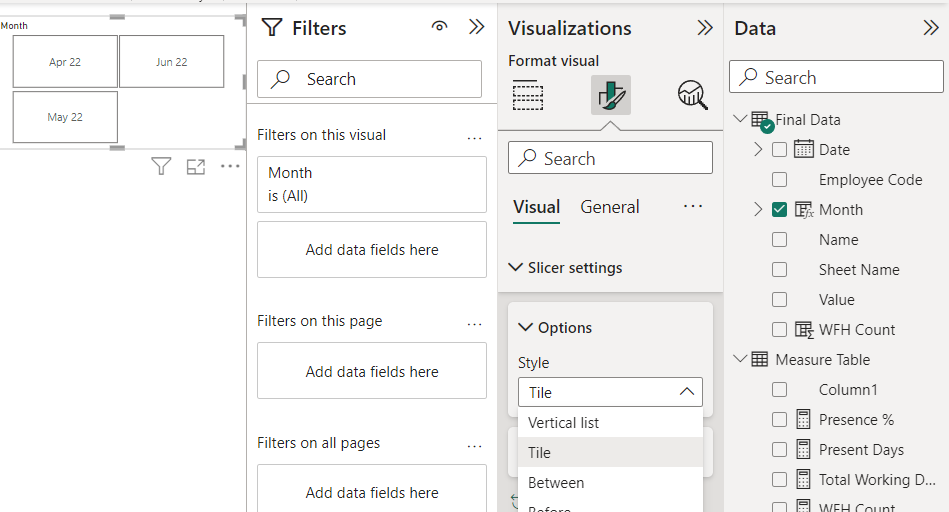 Month
Apr 22
Jun 22
May 22
Filters
Search
Filters on this visual
Month
is (All)
Add data fields here
Filters on this page
Add data fields here
Filters on all pages
Add data fields here
Visualizations
Format visual
Search
Visual
General
Slicer settings
Options
Style
Tile
Vertical list
Tile
Between
Before
Data
Search
Final Data
Date
Employee Code
Month
Name
Sheet Name
Value
WFH Count
Measure Table
Column1
Presence %
Present Days
Total Working D...
WFH Count